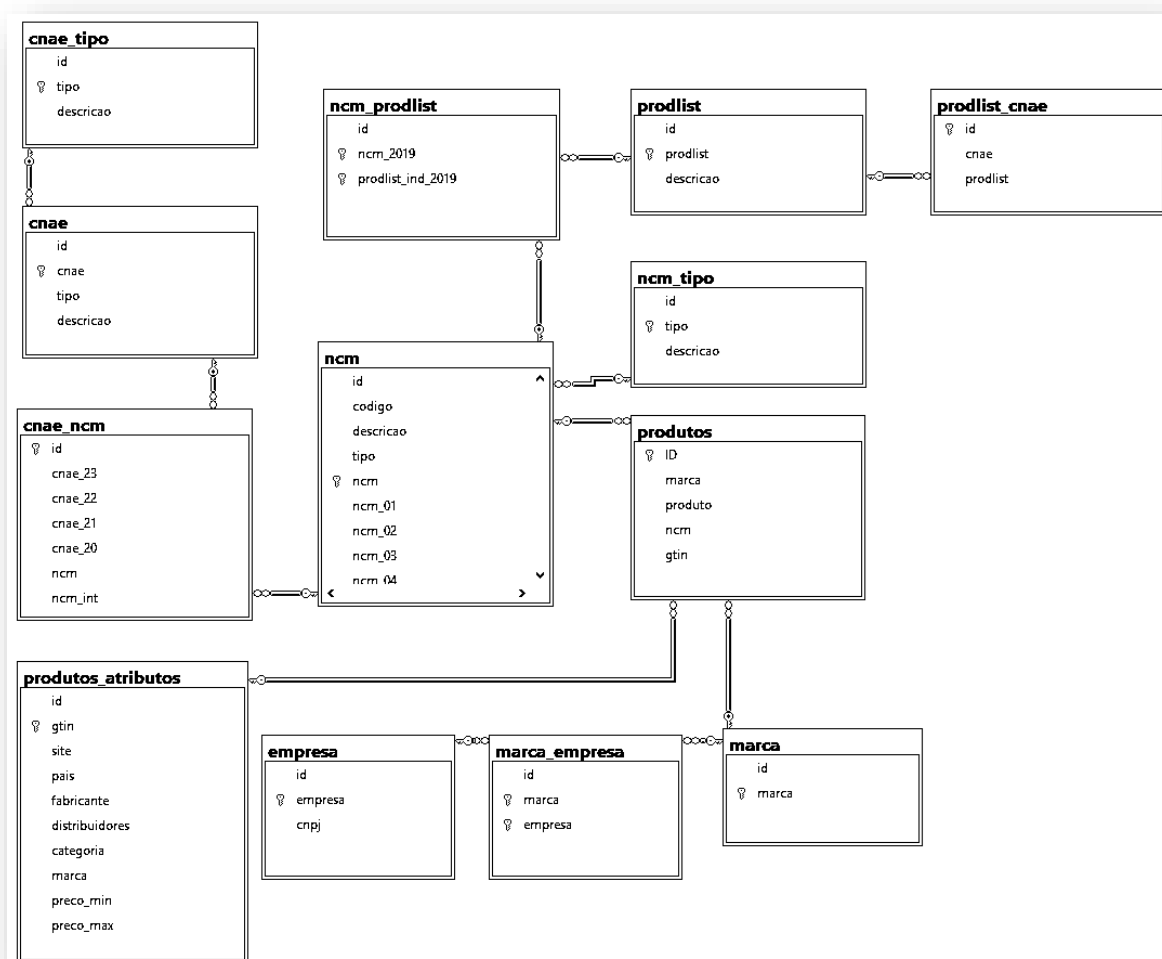 cnae_tipo
id
tipo
descricao
cnae
id
cnae
tipo
descricao
cnae_ncm
id
cnae_23
cnae_22
cnae_21
cnae_20
ncm
ncm_int
ncm_prodlist
id
ncm_2019
prodlist_ind_2019
prodlist
id
prodlist
descricao
prodlist_cnae
id
cnae
prodlist
ncm_tipo
id
tipo
descricao
ncm
id
codigo
descricao
tipo
ncm
ncm_01
ncm_02
ncm_03
ncm_04
produtos
ID
marca
produto
ncm
gtin
produtos_atributos
id
gtin
site
pais
fabricante
distribuidores
categoria
marca
preco_min
preco_max
empresa
id
empresa
cnpj
marca_empresa
id
marca
empresa
marca
id
marca